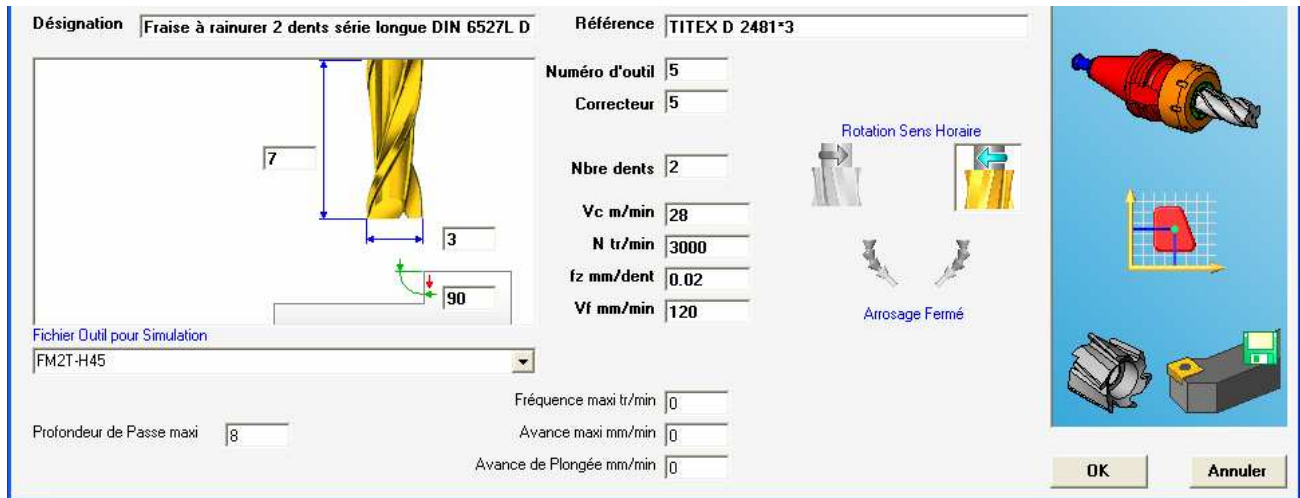 Désignation Fraise à rainurer 2 dents série longue DIN 6527L D Référence TITEX D 2481*3
Numéro d'outil 5
Correcteur 5
Rotation Sens Horaire
7
Nbre dents 2
Vc m/min 28
3
N tr/min 3000
fz mm/dent 0.02
90
Vf mm/min 120
Arrosage Fermé
Fichier Outil pour Simulation
FM2T-H45
Fréquence maxi tr/min 0
Profondeur de Passe maxi 8
Avance maxi mm/min 0
Avance de Plongée mm/min 0
OK Annuler